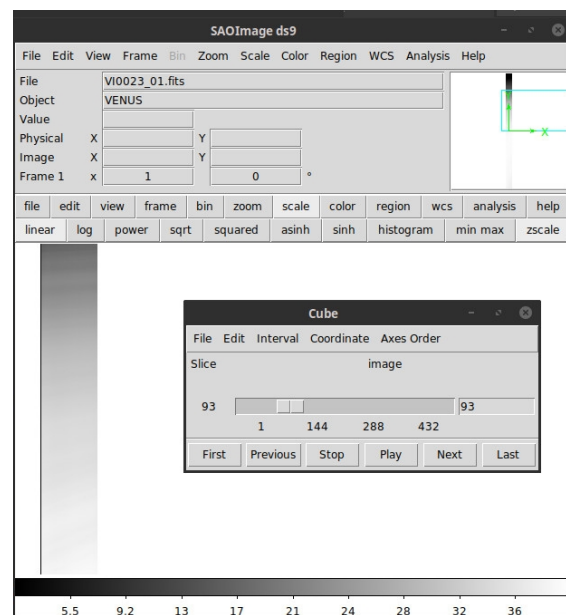 SAOImage ds9
File Edit View Frame Bin Zoom Scale Color Region WCS Analysis Help
File VI0023_01.fits
Object VENUS
Value
Physical X Y
Image X Y
Frame 1 x 1 0 °
X
file edit view frame bin zoom scale color region wcs analysis help
linear log power sqrt squared asinh sinh histogram min max zscale
Cube
File Edit Interval Coordinate Axes Order
Slice image
93 93
1 144 288 432
First Previous Stop Play Next Last
5.5 9.2 13 17 21 24 28 32 36